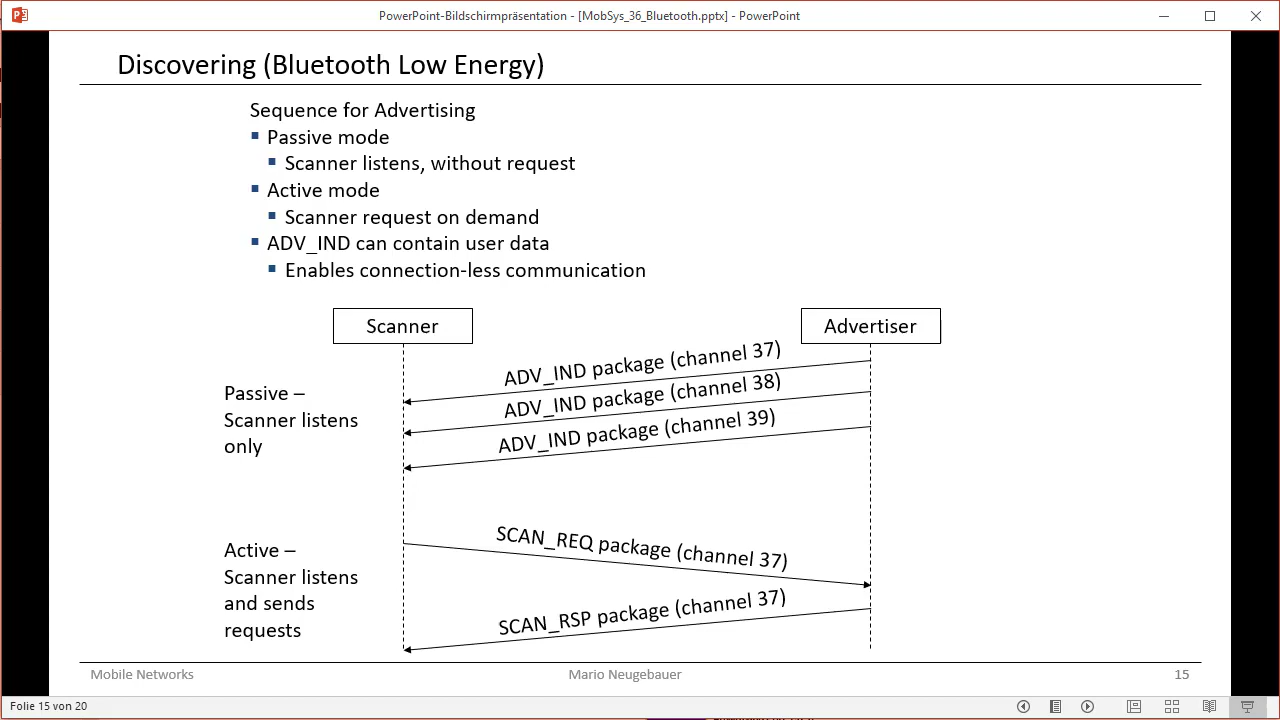 PowerPoint-Bildschirmpräsentation - [MobSys_36_Bluetooth.pptx] - PowerPoint
Discovering (Bluetooth Low Energy)
Sequence for Advertising
Passive mode
Scanner listens, without request
Active mode
Scanner request on demand
ADV_IND can contain user data
Enables connection-less communication
Scanner
Advertiser
ADV_IND package (channel 37)
ADV_IND package (channel 38)
ADV_IND package (channel 39)
Passive –
Scanner listens
only
SCAN_REQ package (channel 37)
Active –
Scanner listens
and sends
requests
SCAN_RSP package (channel 37)
Mobile Networks
Mario Neugebauer
15
Folie 15 von 20